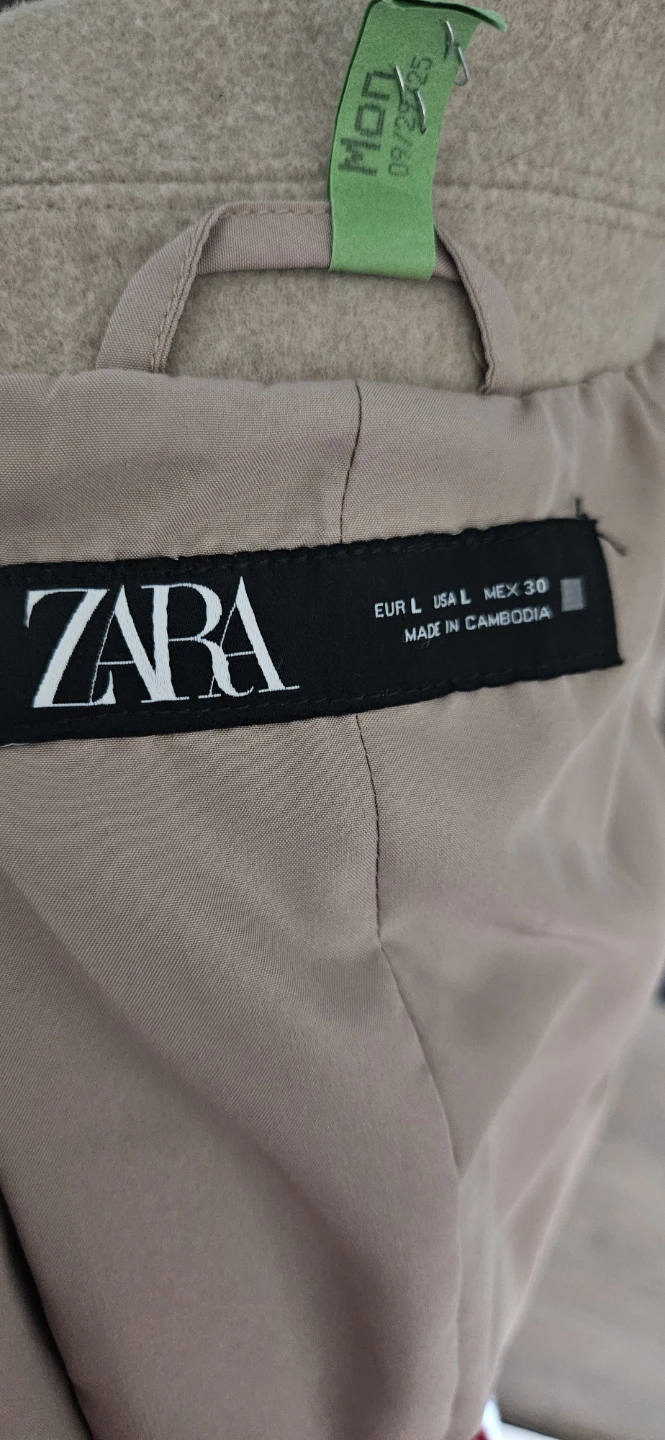 Mon
09/29/25
ZARA
EUR L USA L MEX 30
MADE IN CAMBODIA